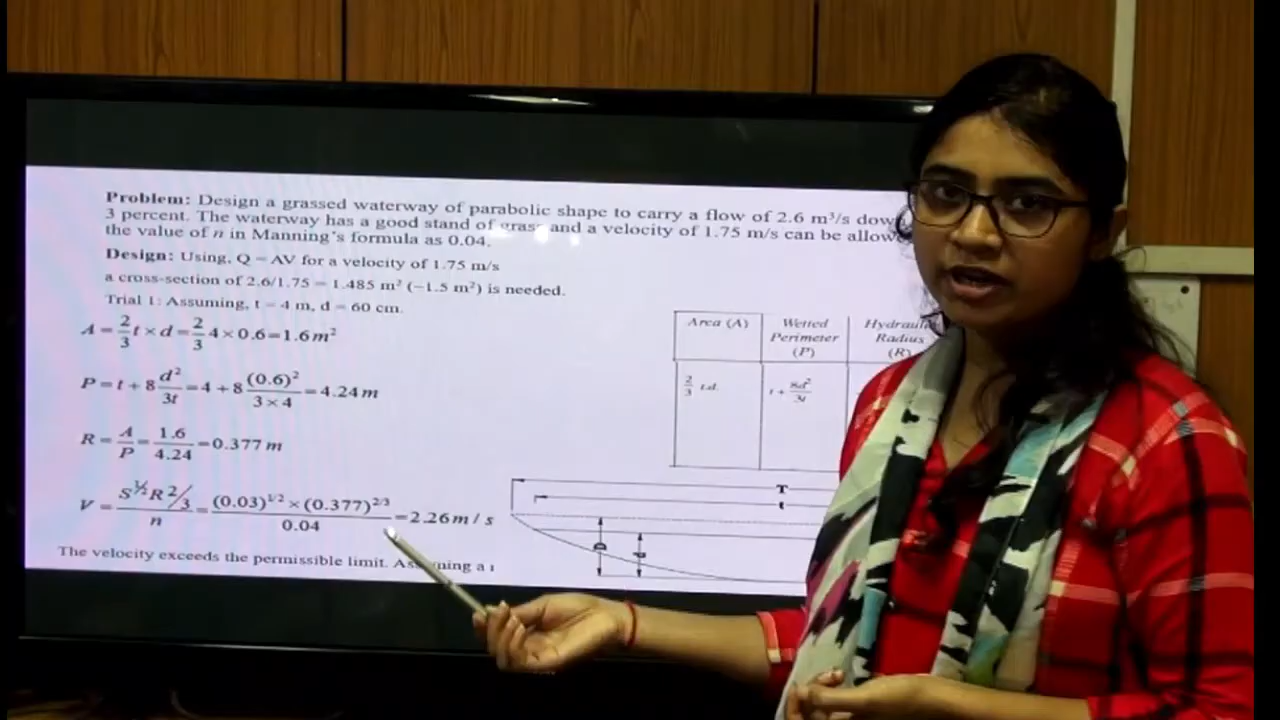 Problem: Design a grassed waterway of parabolic shape to carry a flow of 2.6 m³/s dow
3 percent. The waterway has a good stand of grass and a velocity of 1.75 m/s can be allow
the value of n in Manning's formula as 0.04.
Design: Using, Q = AV for a velocity of 1.75 m/s
a cross-section of 2.6/1.75 = 1.485 m² (~1.5 m²) is needed.
Trial 1: Assuming, t = 4 m, d = 60 cm.
A = 2/3 t × d = 2/3 4 × 0.6 = 1.6 m²
P = t + 8 d²/3t = 4 + 8 (0.6)²/3 × 4 = 4.24 m
R = A/P = 1.6/4.24 = 0.377 m
V = S^½ R^2/3 / n = (0.03)^1/2 × (0.377)^2/3 / 0.04 = 2.26 m / s
The velocity exceeds the permissible limit. Assuming a
Area (A) Wetted Perimeter (P) Hydraulic Radius (R)
2/3 t.d. t + 8d²/3t
T
t
D d